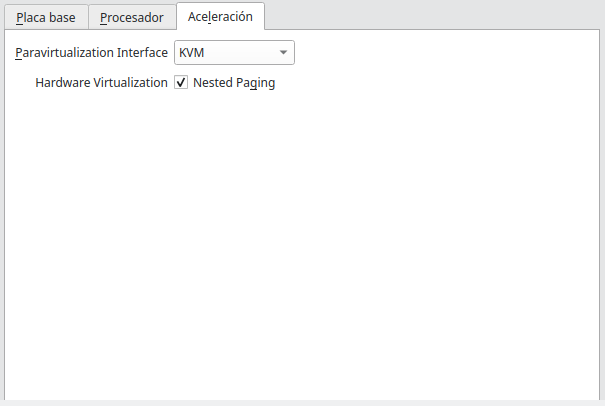 Placa base Procesador Aceleración
Paravirtualization Interface KVM
Hardware Virtualization Nested Paging